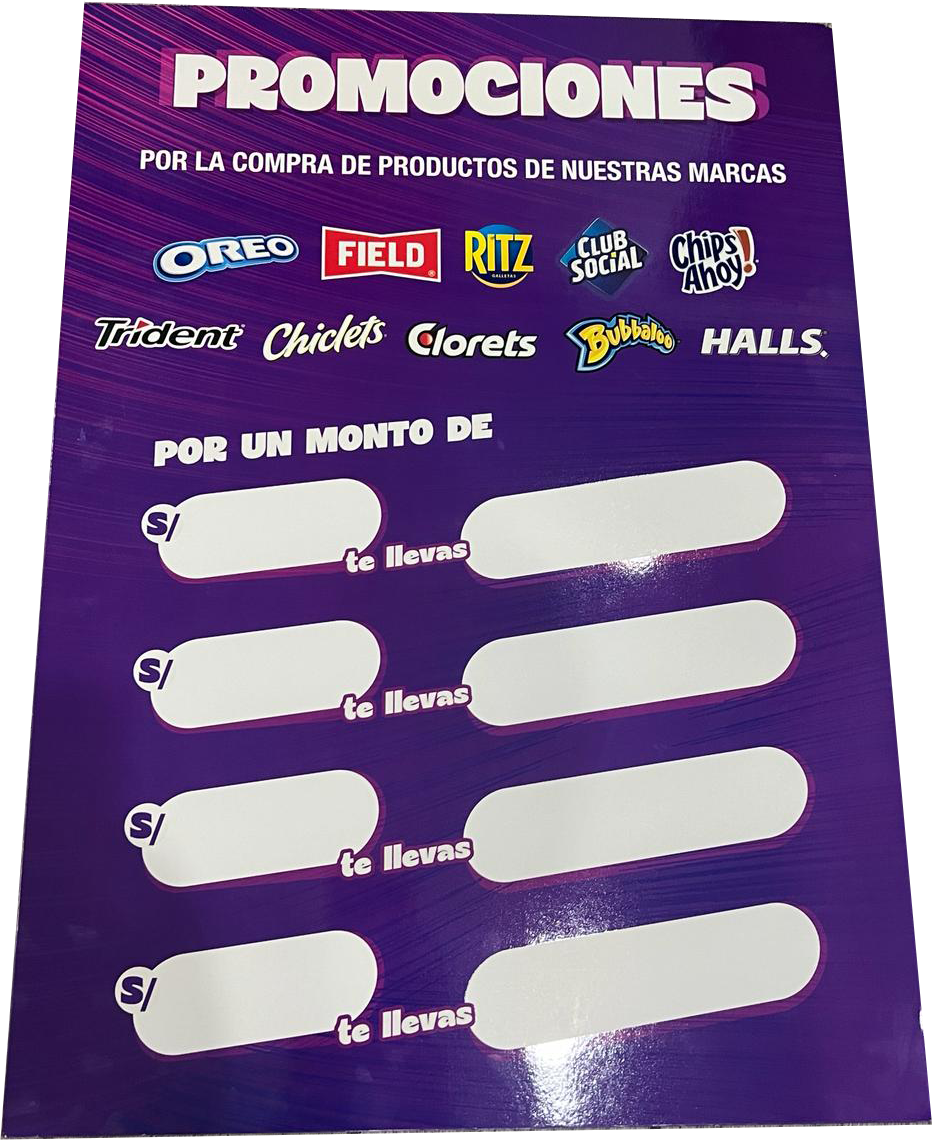 PROMOCIONES
POR LA COMPRA DE PRODUCTOS DE NUESTRAS MARCAS
OREO FIELD® RITZ GALLETAS CLUB SOCIAL Chips Ahoy!
Trident Chiclets Clorets Bubbaloo HALLS
POR UN MONTO DE
S/ te llevas
S/ te llevas
S/ te llevas
S/ te llevas